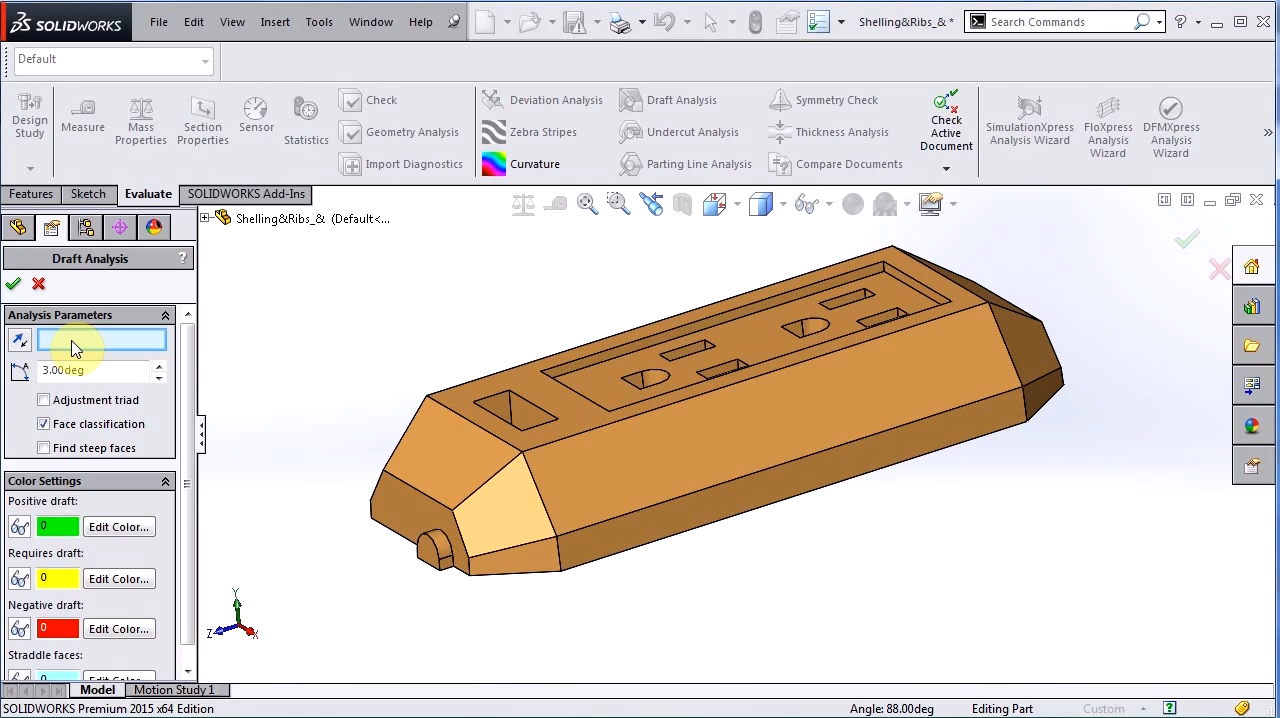 SOLIDWORKS File Edit View Insert Tools Window Help Shelling&Ribs_& * Search Commands
Default
Design Study
Measure
Mass Properties
Section Properties
Sensor
Statistics
Check
Geometry Analysis
Import Diagnostics
Deviation Analysis
Zebra Stripes
Curvature
Draft Analysis
Undercut Analysis
Parting Line Analysis
Symmetry Check
Thickness Analysis
Compare Documents
Check Active Document
SimulationXpress Analysis Wizard
FloXpress Analysis Wizard
DFMXpress Analysis Wizard
Features Sketch Evaluate SOLIDWORKS Add-Ins
Shelling&Ribs_& (Default<...
Draft Analysis ?
Analysis Parameters
3.00deg
Adjustment triad
Face classification
Find steep faces
Color Settings
Positive draft:
0 Edit Color...
Requires draft:
0 Edit Color...
Negative draft:
0 Edit Color...
Straddle faces:
Y
Z X
Model Motion Study 1
SOLIDWORKS Premium 2015 x64 Edition Angle: 88.00deg Editing Part Custom